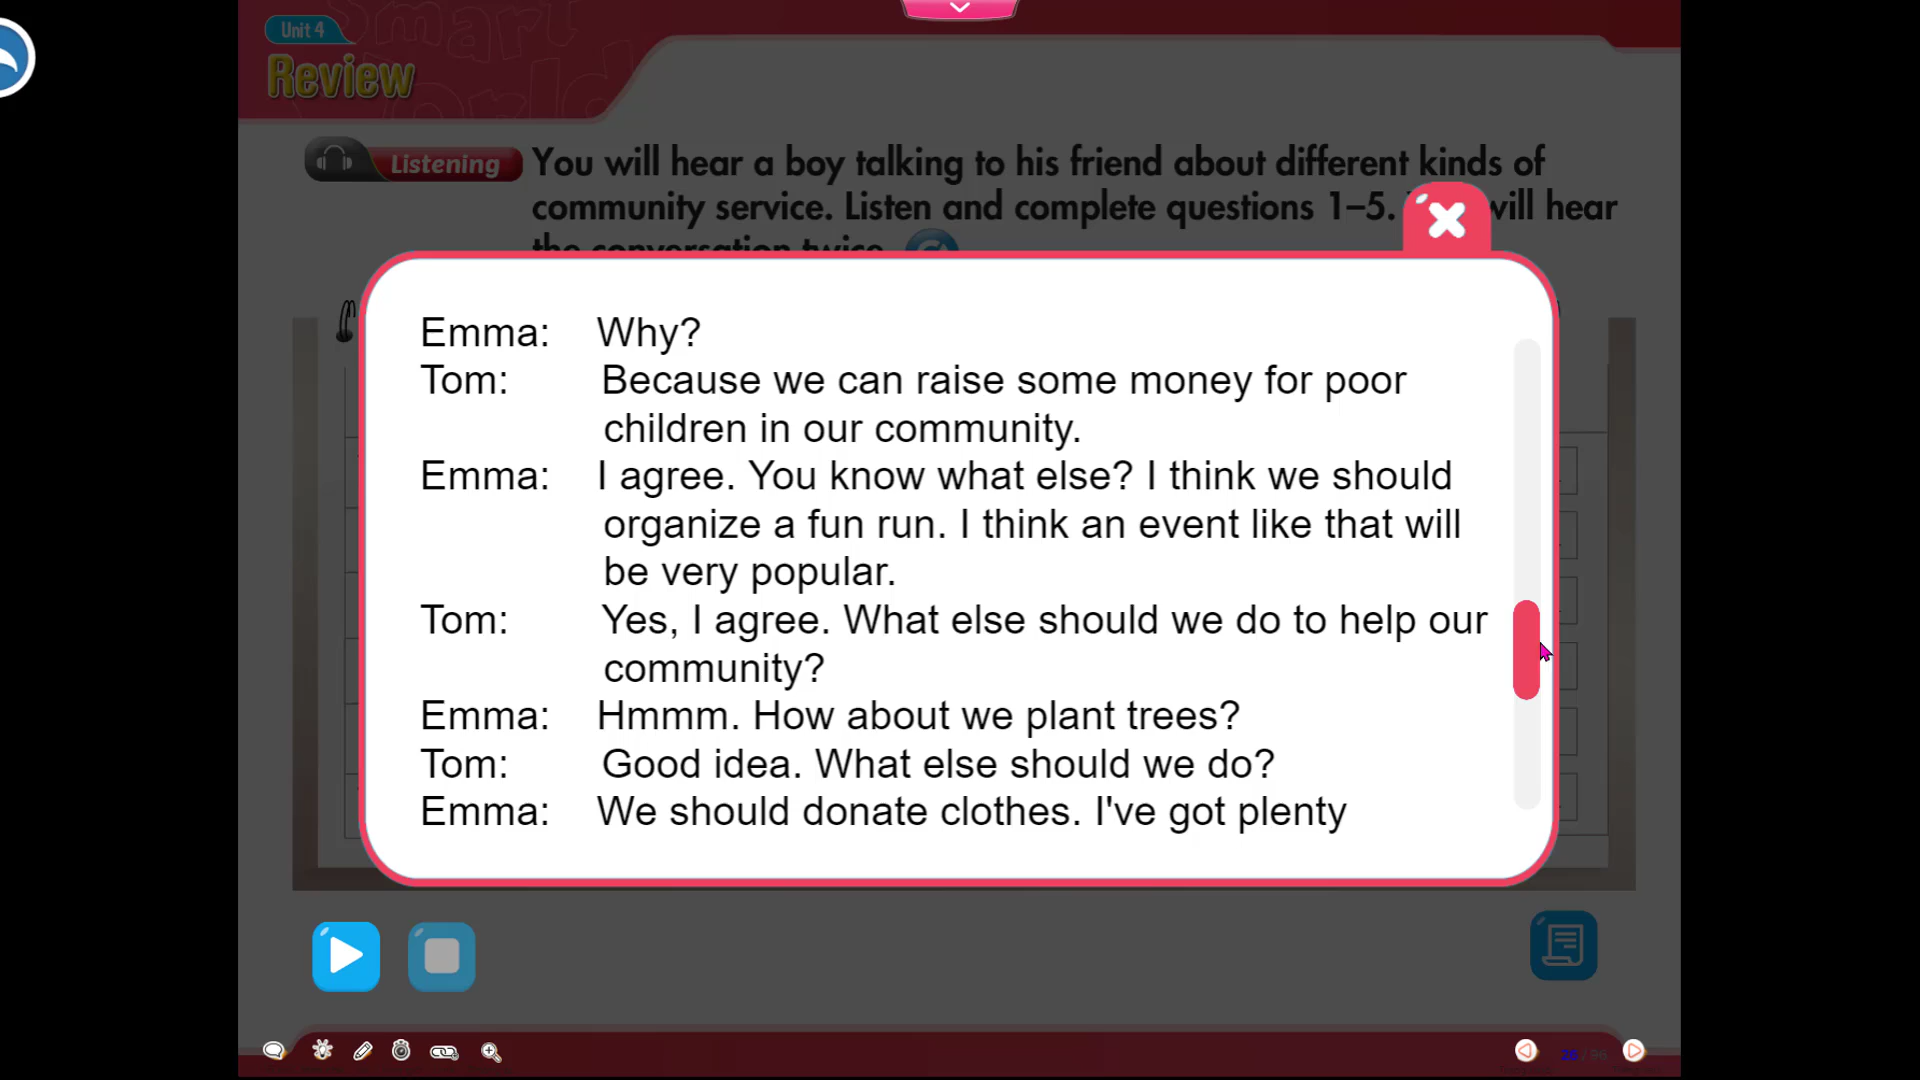 Unit 4
Review
Listening
You will hear a boy talking to his friend about different kinds of
community service. Listen and complete questions 1–5. will hear
the conversation twice.
Emma: Why?
Tom: Because we can raise some money for poor
children in our community.
Emma: I agree. You know what else? I think we should
organize a fun run. I think an event like that will
be very popular.
Tom: Yes, I agree. What else should we do to help our
community?
Emma: Hmmm. How about we plant trees?
Tom: Good idea. What else should we do?
Emma: We should donate clothes. I've got plenty